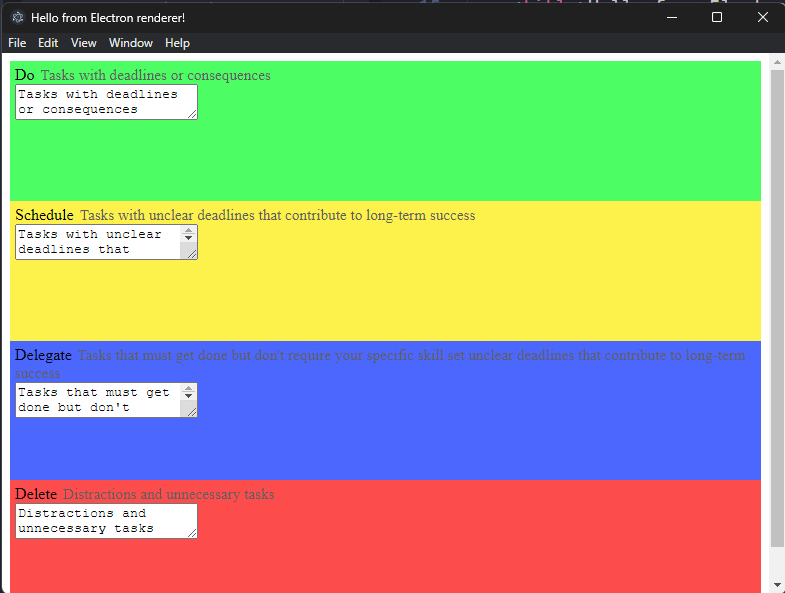 Hello from Electron renderer!
File Edit View Window Help
Do Tasks with deadlines or consequences
Tasks with deadlines
or consequences
Schedule Tasks with unclear deadlines that contribute to long-term success
Tasks with unclear
deadlines that
Delegate Tasks that must get done but don't require your specific skill set unclear deadlines that contribute to long-term
success
Tasks that must get
done but don't
Delete Distractions and unnecessary tasks
Distractions and
unnecessary tasks